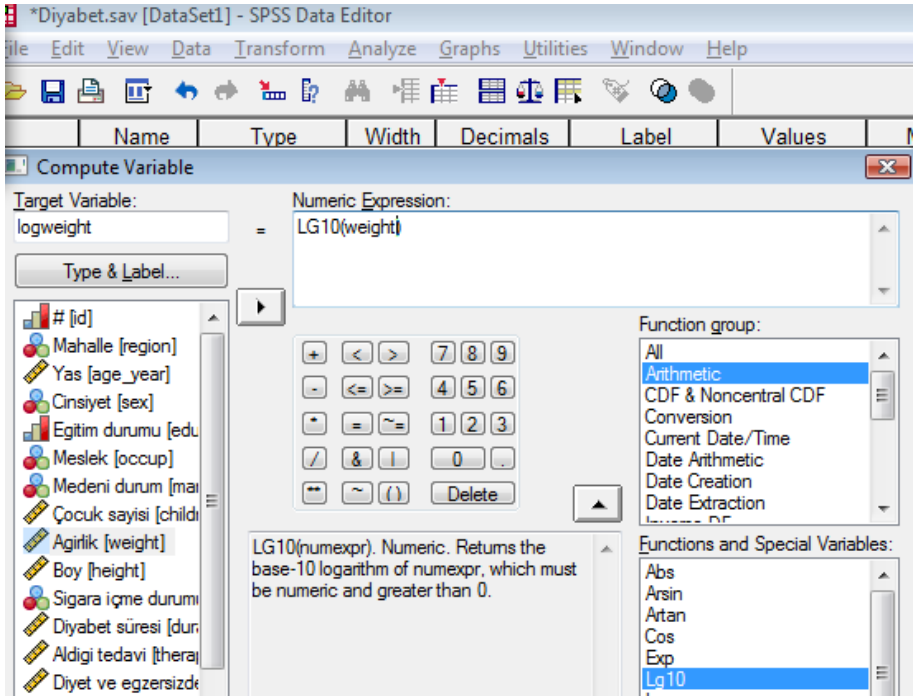 *Diyabet.sav [DataSet1] - SPSS Data Editor
File Edit View Data Transform Analyze Graphs Utilities Window Help
Name Type Width Decimals Label Values
Compute Variable
Target Variable:
logweight
=
Numeric Expression:
LG10(weight)
Type & Label...
# [id]
Mahalle [region]
Yas [age_year]
Cinsiyet [sex]
Egitim durumu [edu
Meslek [occup]
Medeni durum [mar
Çocuk sayisi [childr
Agirlik [weight]
Boy [height]
Sigara içme durumu
Diyabet süresi [dura
Aldigi tedavi [therap
Diyet ve egzersizde
+ < > 7 8 9
- <= >= 4 5 6
* = ~= 1 2 3
/ & | 0 .
** ~ () Delete
LG10(numexpr). Numeric. Returns the
base-10 logarithm of numexpr, which must
be numeric and greater than 0.
Function group:
All
Arithmetic
CDF & Noncentral CDF
Conversion
Current Date/Time
Date Arithmetic
Date Creation
Date Extraction
Inverse DF
Functions and Special Variables:
Abs
Arsin
Artan
Cos
Exp
Lg10